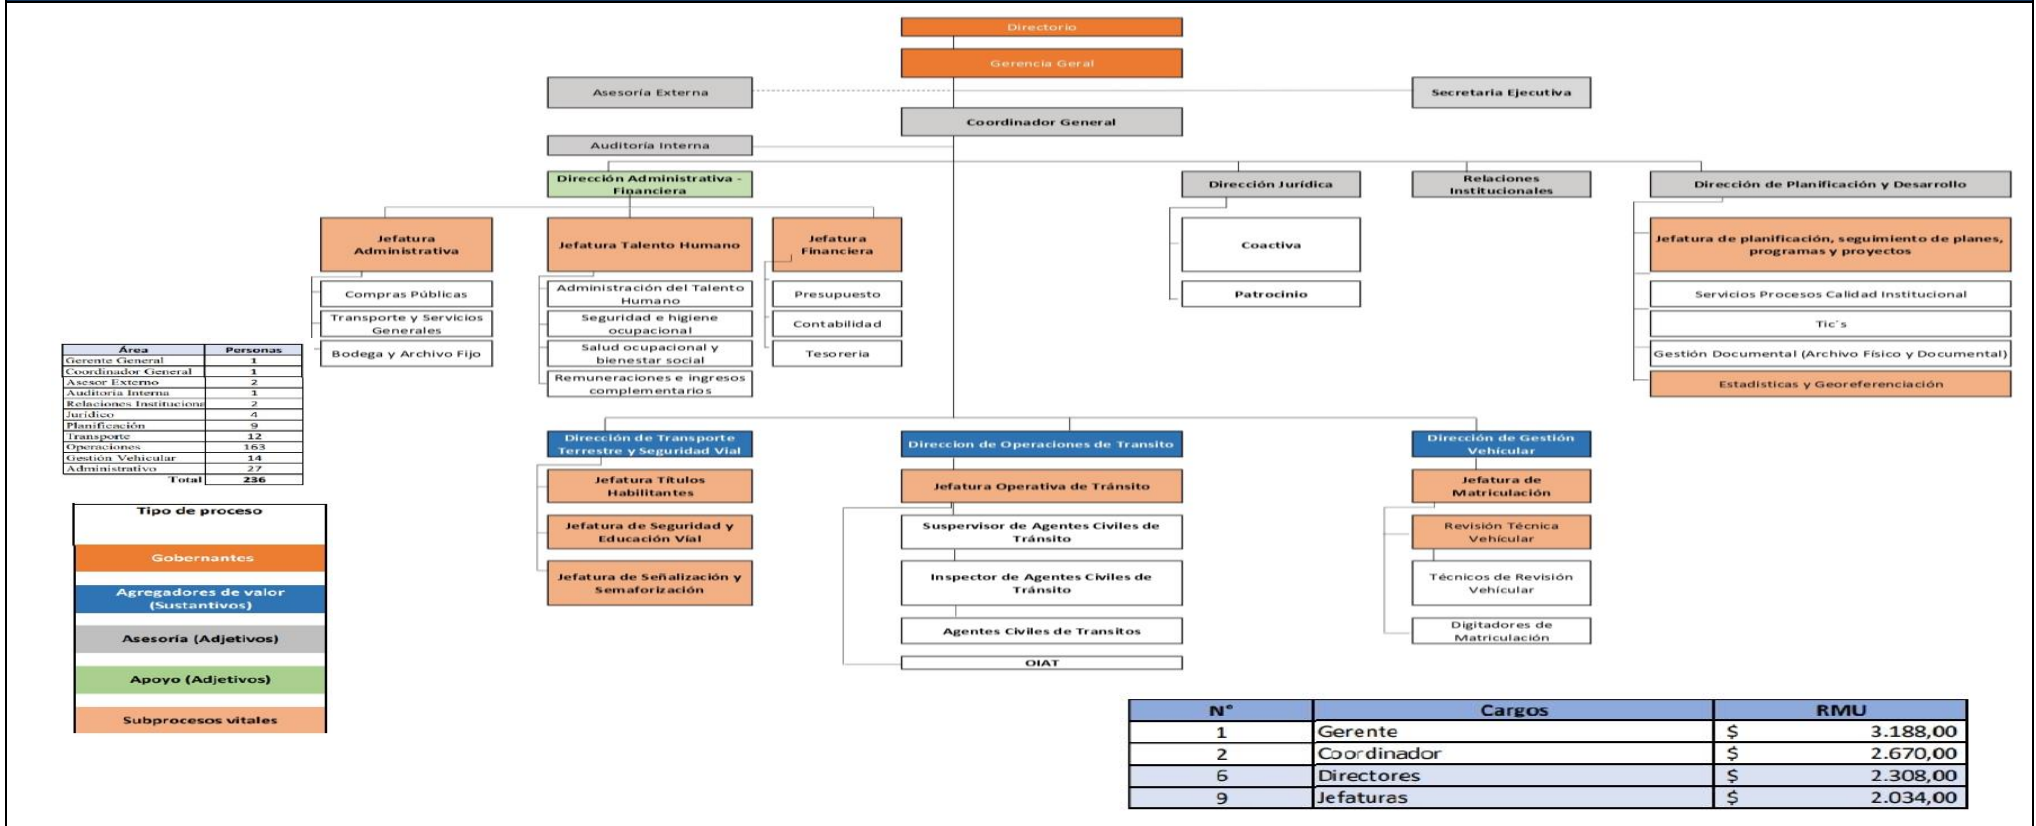 Directorio
Gerencia Geral
Asesoría Externa
Secretaria Ejecutiva
Coordinador General
Auditoría Interna
Dirección Administrativa -
Financiera
Dirección Jurídica
Relaciones
Institucionales
Dirección de Planificación y Desarrollo
Jefatura
Administrativa
Jefatura Talento Humano
Jefatura
Financiera
Coactiva
Jefatura de planificación, seguimiento de planes,
programas y proyectos
Compras Públicas
Administración del Talento
Humano
Presupuesto
Patrocinio
Servicios Procesos Calidad Institucional
Transporte y Servicios
Generales
Seguridad e higiene
ocupacional
Contabilidad
Tic´s
Bodega y Archivo Fijo
Salud ocupacional y
bienestar social
Tesoreria
Gestión Documental (Archivo Físico y Documental)
Remuneraciones e ingresos
complementarios
Estadísticas y Georeferenciación
Área Personas
Gerente General 1
Coordinador General 1
Asesor Externo 2
Auditoria Interna 1
Relaciones Instituciona 2
Jurídico 4
Planificación 9
Transporte 12
Operaciones 163
Gestión Vehicular 14
Administrativo 27
Total 236
Dirección de Transporte
Terrestre y Seguridad Vial
Direccion de Operaciones de Transito
Dirección de Gestión
Vehícular
Jefatura Títulos
Habilitantes
Jefatura Operativa de Tránsito
Jefatura de
Matriculación
Jefatura de Seguridad y
Educación Víal
Suspervisor de Agentes Civiles de
Tránsito
Revisión Técnica
Vehícular
Jefatura de Señalización y
Semaforización
Inspector de Agentes Civiles de
Tránsito
Técnicos de Revisión
Vehícular
Agentes Civiles de Transitos
Digitadores de
Matriculación
OIAT
Tipo de proceso
Gobernantes
Agregadores de valor
(Sustantivos)
Asesoría (Adjetivos)
Apoyo (Adjetivos)
Subprocesos vitales
N° Cargos RMU
1 Gerente $ 3.188,00
2 Coordinador $ 2.670,00
6 Directores $ 2.308,00
9 Jefaturas $ 2.034,00